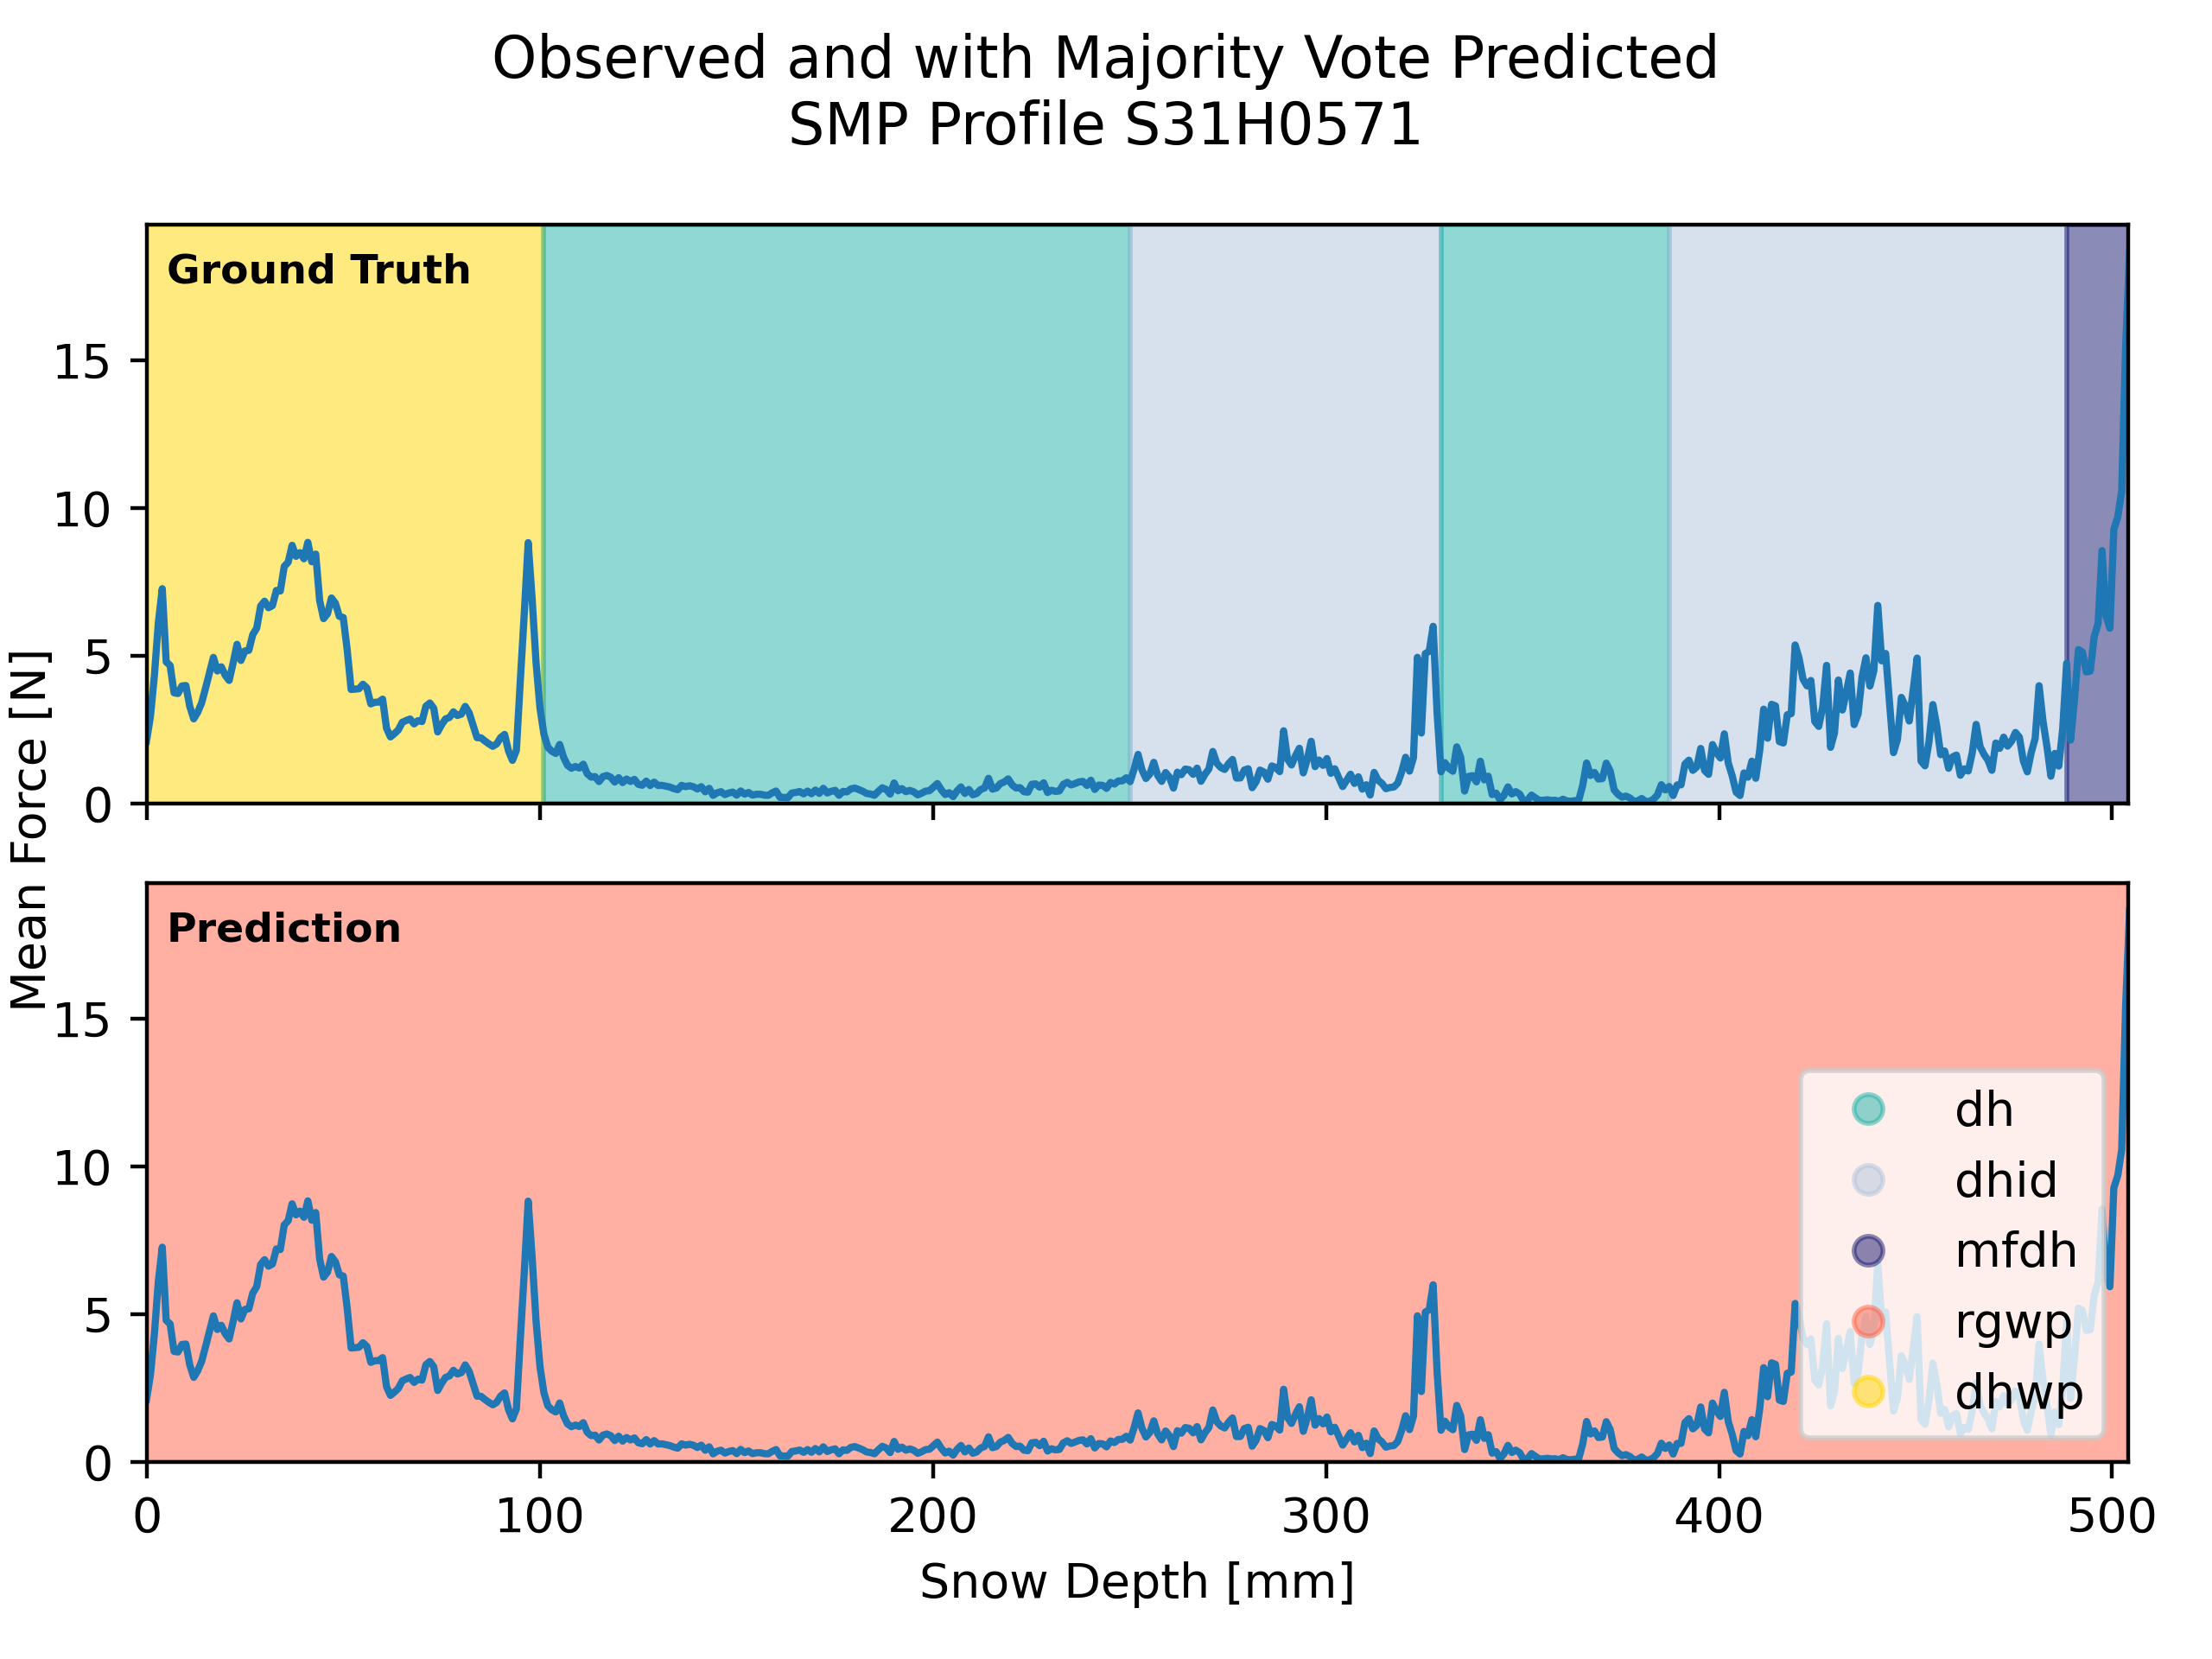 Observed and with Majority Vote Predicted
SMP Profile S31H0571
Ground Truth
15
10
5
0
Mean Force [N]
Prediction
15
10
5
0
dh
dhid
mfdh
rgwp
dhwp
0 100 200 300 400 500
Snow Depth [mm]